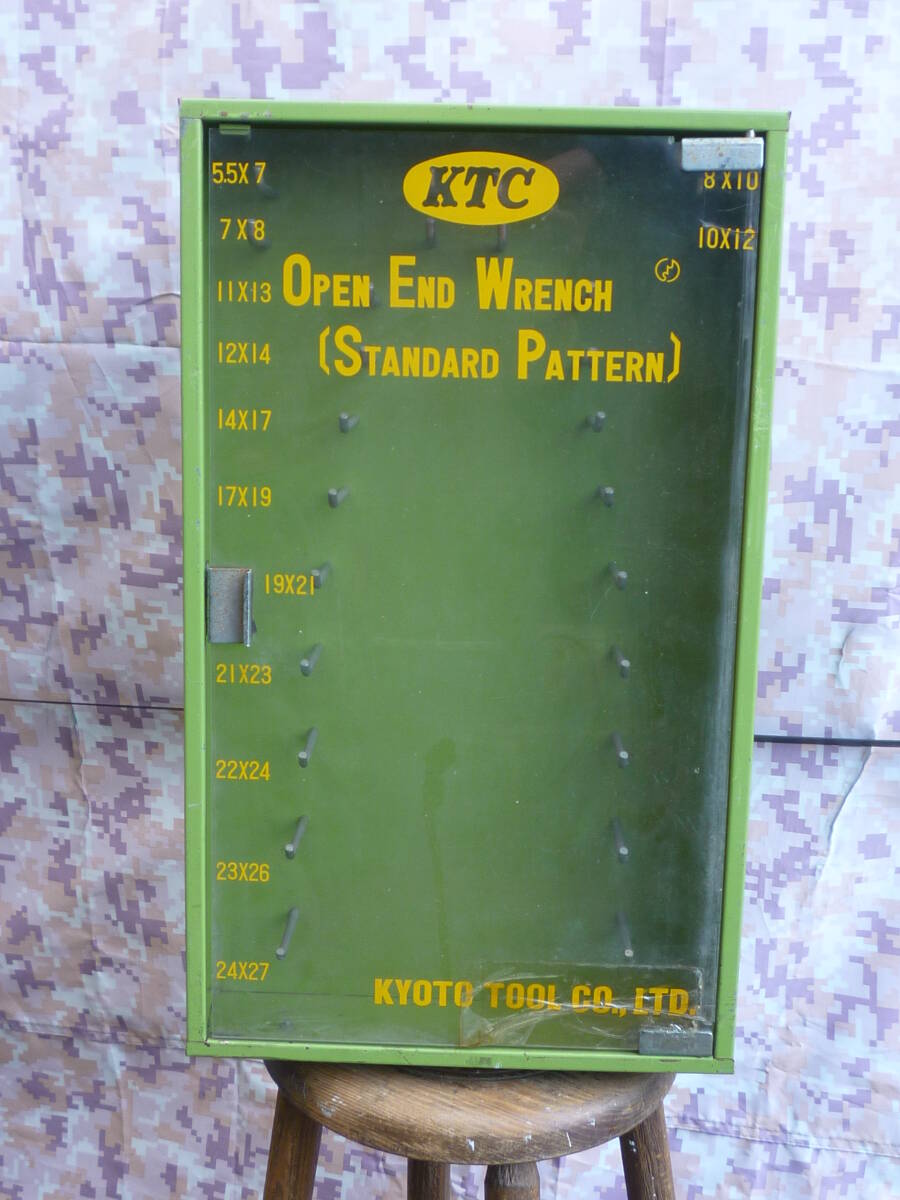 KTC
5.5X7
8X10
7X8
10X12
OPEN END WRENCH
11X13
(STANDARD PATTERN)
12X14
14X17
17X19
19X21
21X23
22X24
23X26
24X27
KYOTO TOOL CO., LTD.